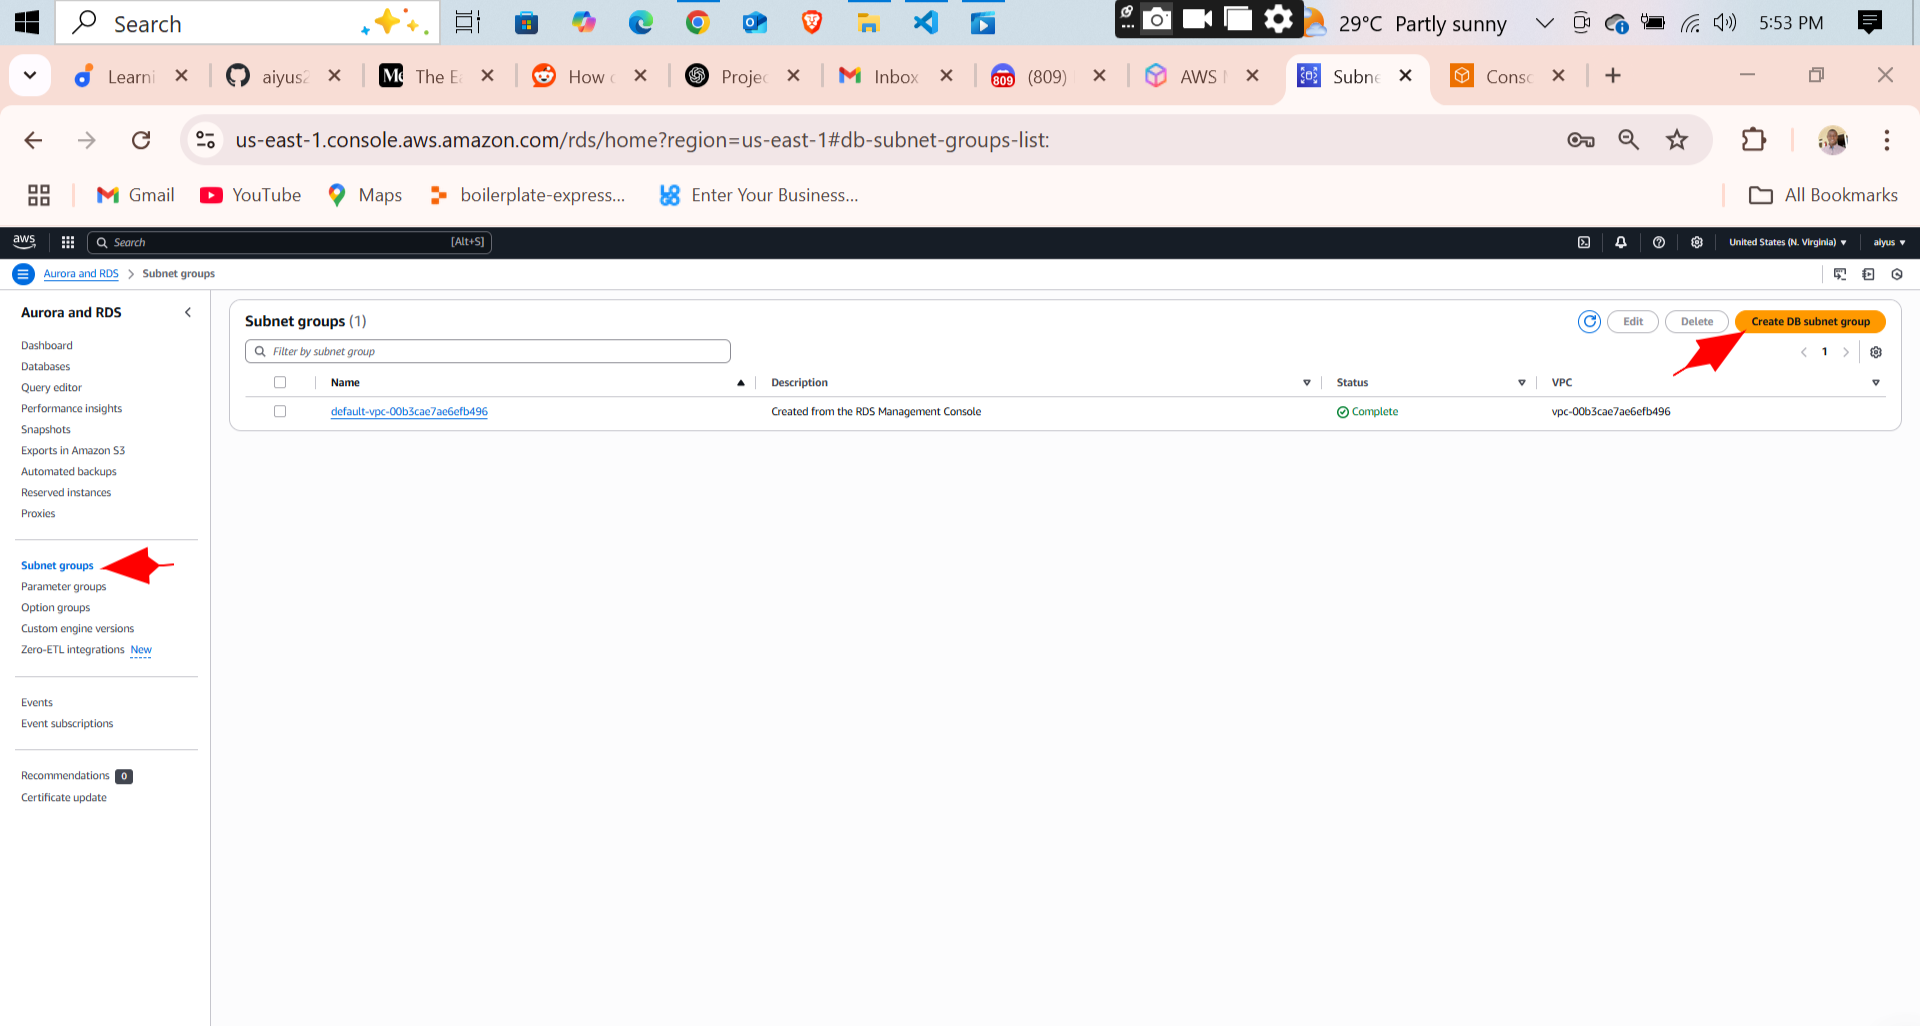 Search
29°C Partly sunny
5:53 PM
Learni
aiyus2
The Ea
How
Projec
Inbox
(809)
809
AWS
Subne
Conso
us-east-1.console.aws.amazon.com/rds/home?region=us-east-1#db-subnet-groups-list:
Gmail
YouTube
Maps
boilerplate-express...
Enter Your Business...
All Bookmarks
aws
Search
[Alt+S]
United States (N. Virginia)
aiyus
Aurora and RDS
Subnet groups
Aurora and RDS
Dashboard
Databases
Query editor
Performance insights
Snapshots
Exports in Amazon S3
Automated backups
Reserved instances
Proxies
Subnet groups
Parameter groups
Option groups
Custom engine versions
Zero-ETL integrations New
Events
Event subscriptions
Recommendations 0
Certificate update
Subnet groups (1)
Edit
Delete
Create DB subnet group
Filter by subnet group
1
Name
Description
Status
VPC
default-vpc-00b3cae7ae6efb496
Created from the RDS Management Console
Complete
vpc-00b3cae7ae6efb496